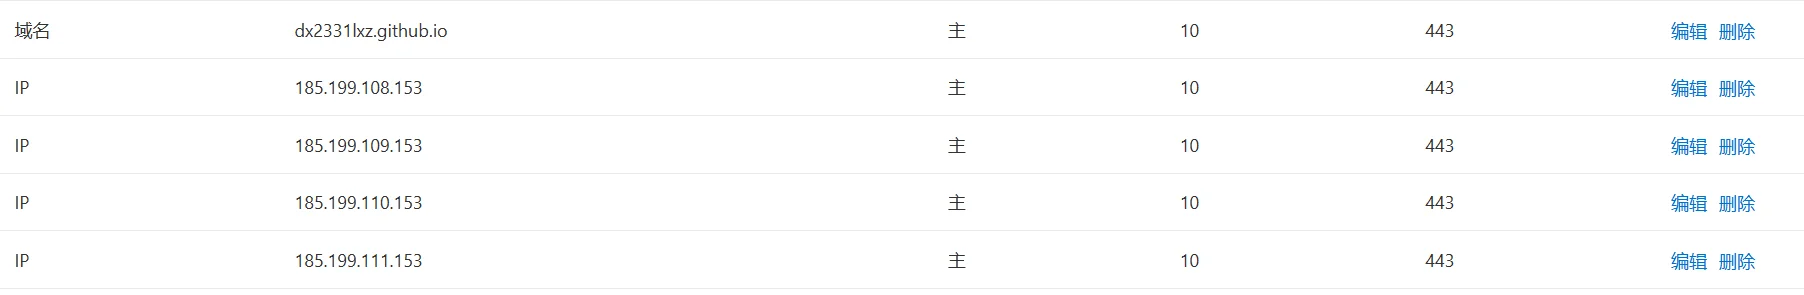 域名 dx2331lxz.github.io 主 10 443 编辑 删除
IP 185.199.108.153 主 10 443 编辑 删除
IP 185.199.109.153 主 10 443 编辑 删除
IP 185.199.110.153 主 10 443 编辑 删除
IP 185.199.111.153 主 10 443 编辑 删除